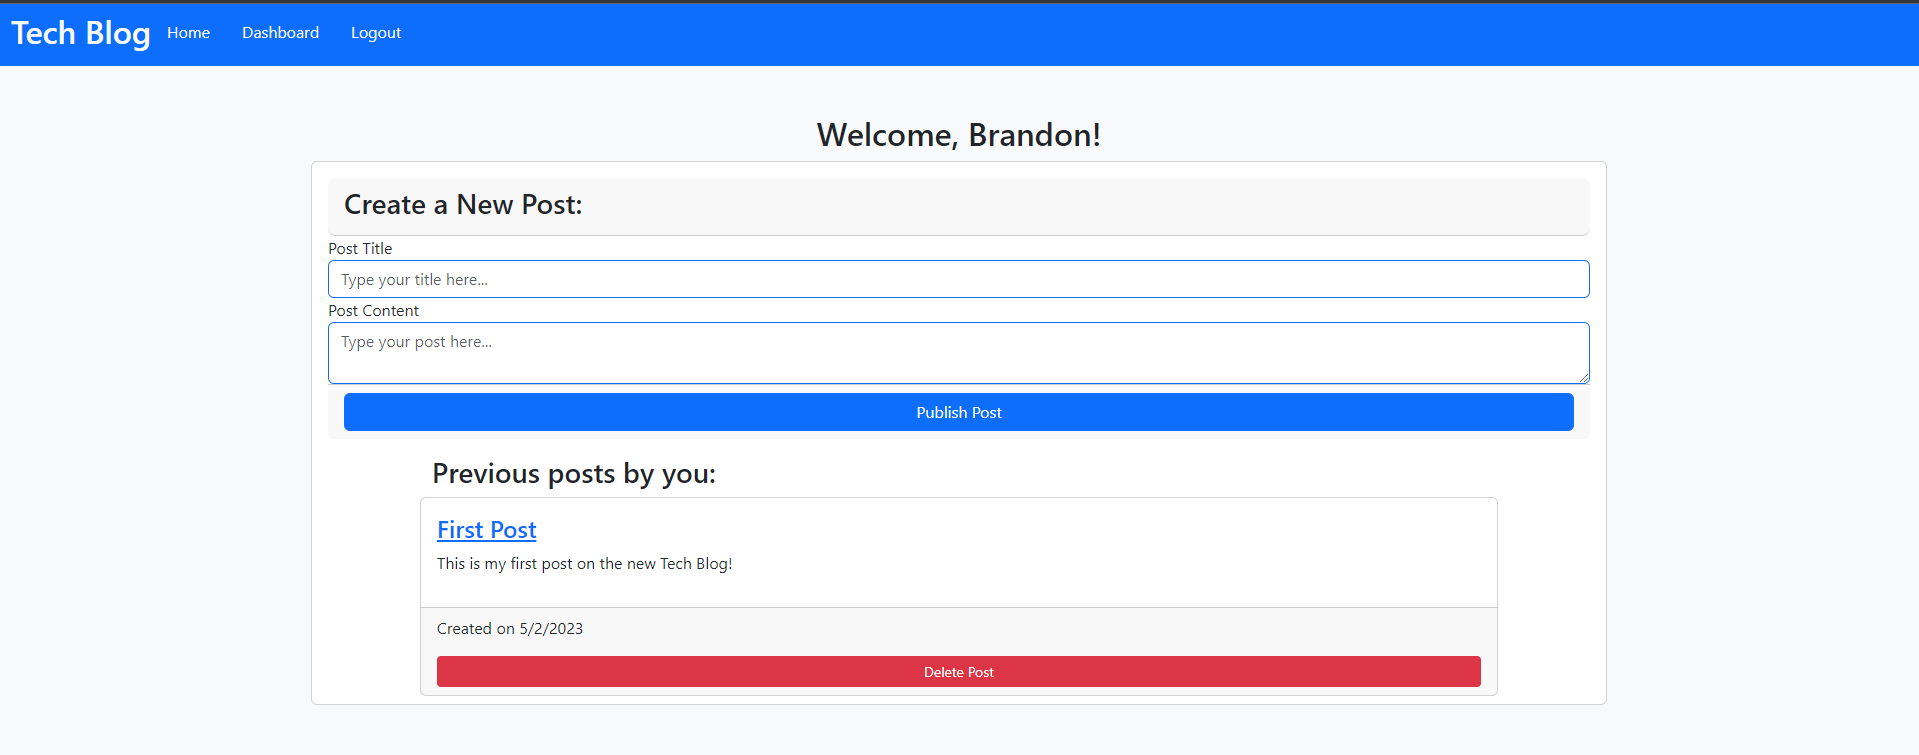 Tech Blog Home Dashboard Logout
Welcome, Brandon!
Create a New Post:
Post Title
Type your title here...
Post Content
Type your post here...
Publish Post
Previous posts by you:
First Post
This is my first post on the new Tech Blog!
Created on 5/2/2023
Delete Post